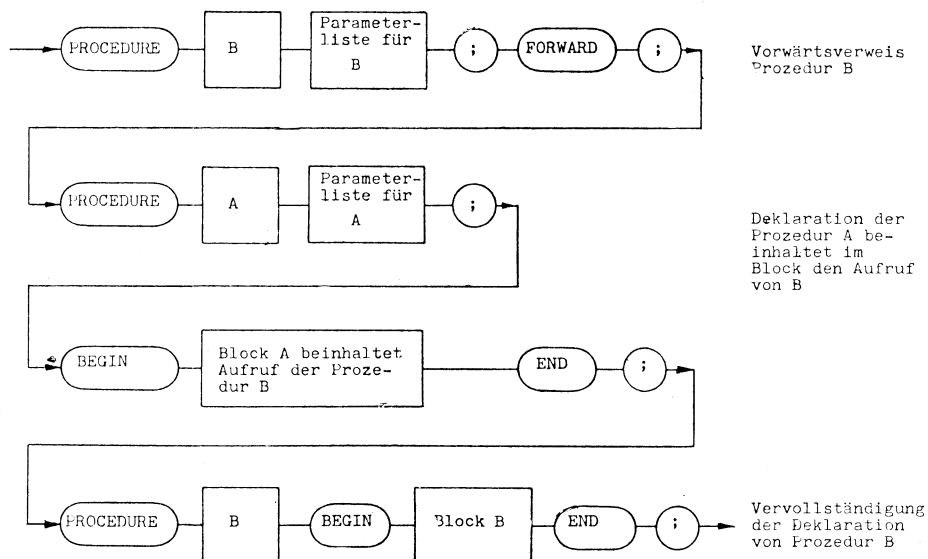 PROCEDURE B Parameter-
liste für
B ; FORWARD ;
Vorwärtsverweis
Prozedur B
PROCEDURE A Parameter-
liste für
A ;
Deklaration der
Prozedur A be-
inhaltet im
Block den Aufruf
von B
BEGIN Block A beinhaltet
Aufruf der Proze-
dur B
END ;
PROCEDURE B BEGIN Block B END ;
Vervollständigung
der Deklaration
von Prozedur B